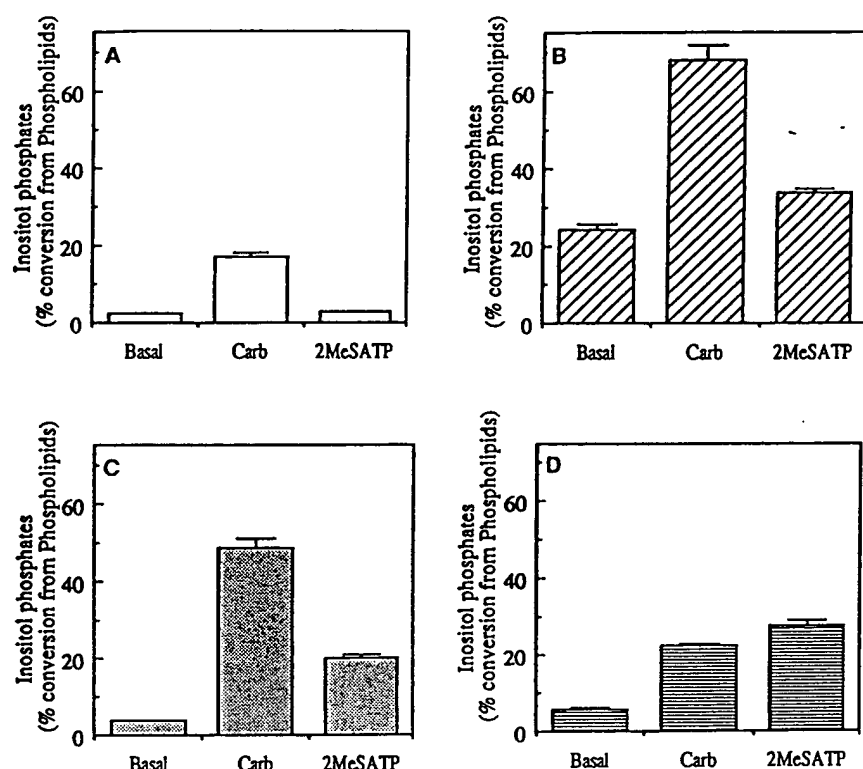 A
Inositol phosphates
(% conversion from Phospholipids)
60
40
20
0
Basal Carb 2MeSATP
B
Inositol phosphates
(% conversion from Phospholipids)
60
40
20
0
Basal Carb 2MeSATP
C
Inositol phosphates
(% conversion from Phospholipids)
60
40
20
0
Basal Carb 2MeSATP
D
Inositol phosphates
(% conversion from Phospholipids)
60
40
20
0
Basal Carb 2MeSATP